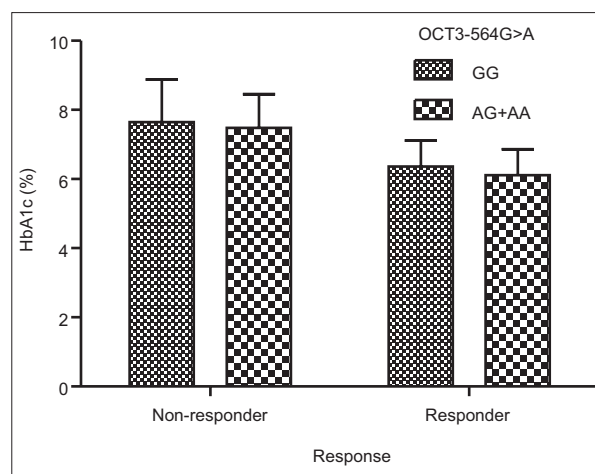 OCT3-564G>A
GG
AG+AA
10
8
6
4
2
0
HbA1c (%)
Non-responder Responder
Response